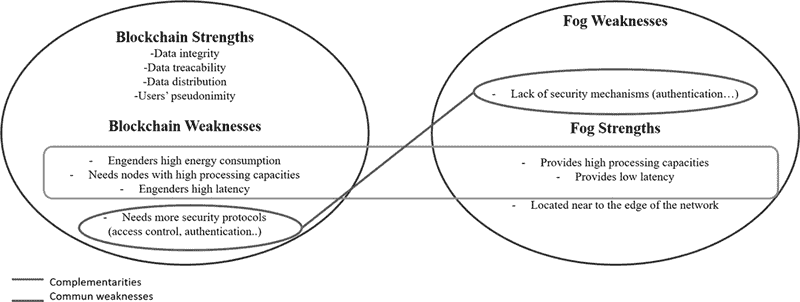 Blockchain Strengths
-Data integrity
-Data treacability
-Data distribution
-Users' pseudonimity
Blockchain Weaknesses
- Engenders high energy consumption
- Needs nodes with high processing capacities
- Engenders high latency
- Needs more security protocols
(access control, authentication..)
Fog Weaknesses
- Lack of security mechanisms (authentication…)
Fog Strengths
- Provides high processing capacities
- Provides low latency
- Located near to the edge of the network
Complementarities
Commun weaknesses